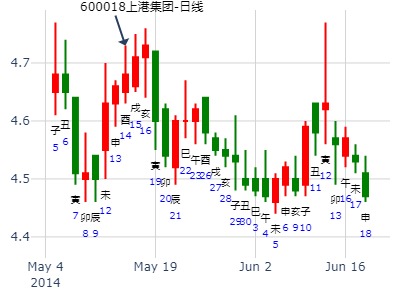 600018上港集团-日线
4.7
4.6
4.5
4.4
子 5
丑 6
寅 7
卯 8
辰 9
未 12
申 13
酉 14
戌 15
亥 16
寅 19
卯 20
辰 21
巳 22
午 23
酉 26
戌 27
亥 28
子 29
丑 30
巳 3
午 4
未 5
申 6
亥 9
子 10
丑 11
寅 12
卯 13
午 16
未 17
申 18
May 4
May 19
Jun 2
Jun 16
2014